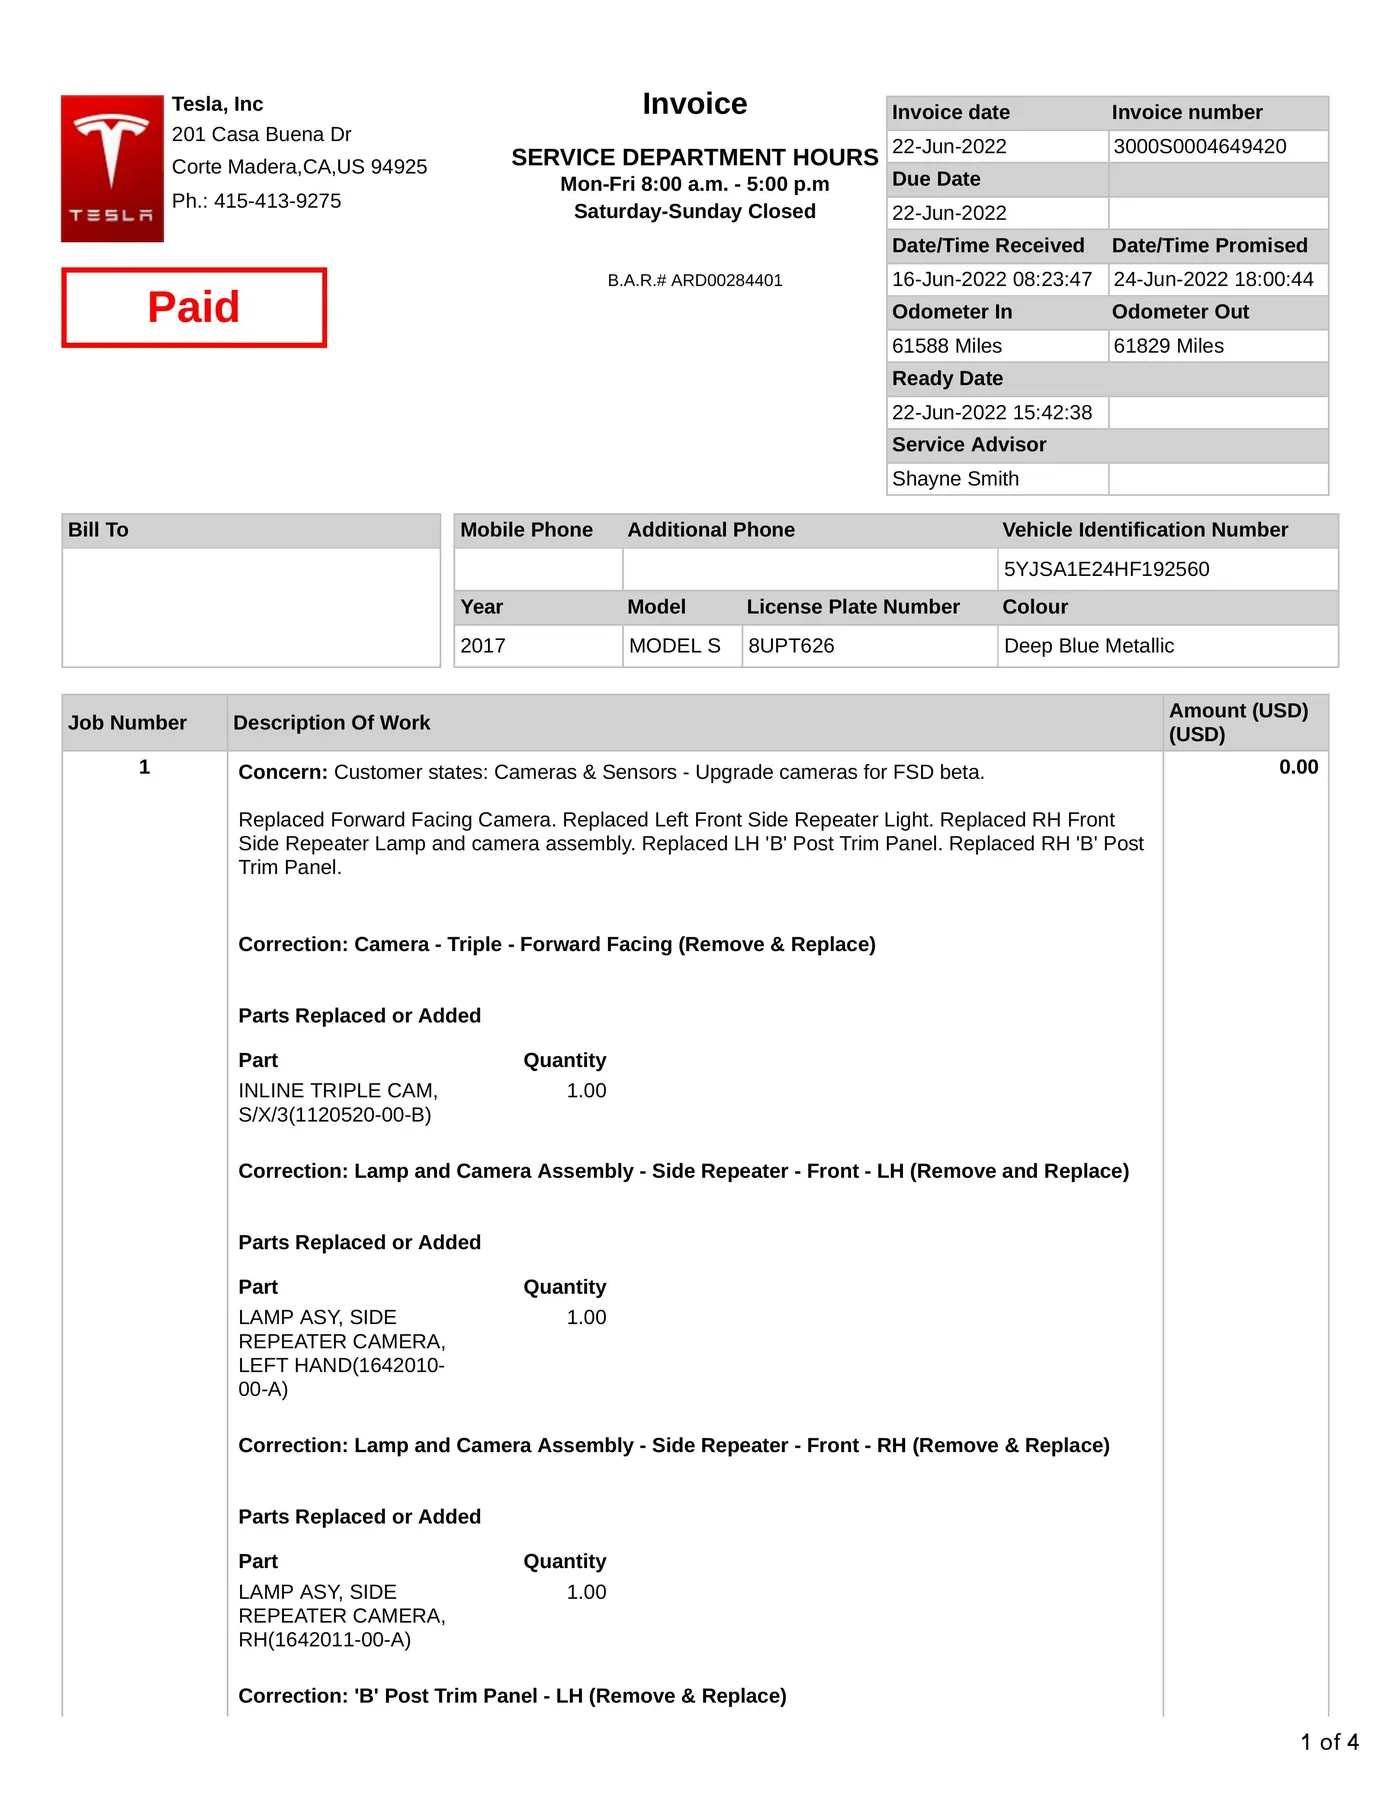 TESLA
Tesla, Inc
201 Casa Buena Dr
Corte Madera,CA,US 94925
Ph.: 415-413-9275
Paid
Invoice
SERVICE DEPARTMENT HOURS
Mon-Fri 8:00 a.m. - 5:00 p.m
Saturday-Sunday Closed
B.A.R.# ARD00284401
Invoice date Invoice number
22-Jun-2022 3000S0004649420
Due Date
22-Jun-2022
Date/Time Received Date/Time Promised
16-Jun-2022 08:23:47 24-Jun-2022 18:00:44
Odometer In Odometer Out
61588 Miles 61829 Miles
Ready Date
22-Jun-2022 15:42:38
Service Advisor
Shayne Smith
Bill To
Mobile Phone Additional Phone Vehicle Identification Number
5YJSA1E24HF192560
Year Model License Plate Number Colour
2017 MODEL S 8UPT626 Deep Blue Metallic
Job Number Description Of Work Amount (USD)
(USD)
1 Concern: Customer states: Cameras & Sensors - Upgrade cameras for FSD beta. 0.00
Replaced Forward Facing Camera. Replaced Left Front Side Repeater Light. Replaced RH Front
Side Repeater Lamp and camera assembly. Replaced LH 'B' Post Trim Panel. Replaced RH 'B' Post
Trim Panel.
Correction: Camera - Triple - Forward Facing (Remove & Replace)
Parts Replaced or Added
Part Quantity
INLINE TRIPLE CAM, 1.00
S/X/3(1120520-00-B)
Correction: Lamp and Camera Assembly - Side Repeater - Front - LH (Remove and Replace)
Parts Replaced or Added
Part Quantity
LAMP ASY, SIDE 1.00
REPEATER CAMERA,
LEFT HAND(1642010-
00-A)
Correction: Lamp and Camera Assembly - Side Repeater - Front - RH (Remove & Replace)
Parts Replaced or Added
Part Quantity
LAMP ASY, SIDE 1.00
REPEATER CAMERA,
RH(1642011-00-A)
Correction: 'B' Post Trim Panel - LH (Remove & Replace)
1 of 4